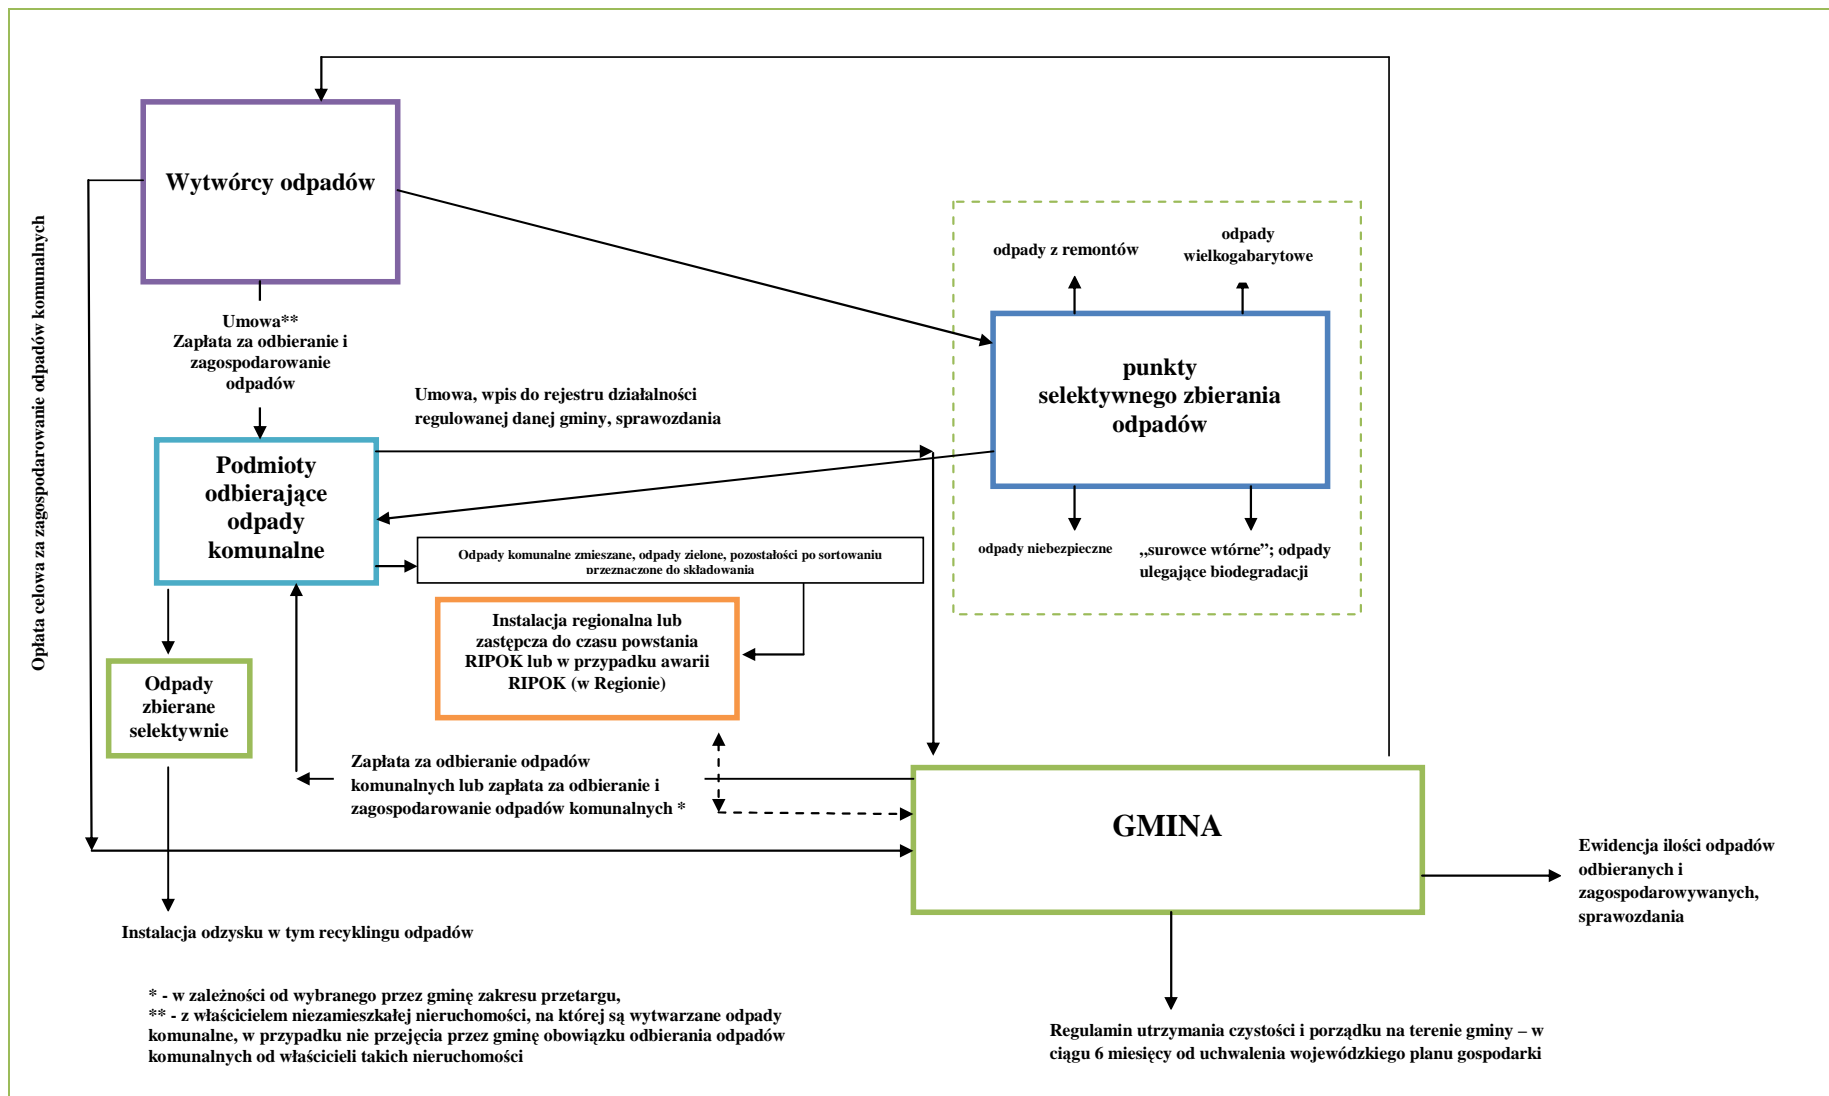 Wytwórcy odpadów
Opłata celowa za zagospodarowanie odpadów komunalnych
odpady z remontów
odpady
wielkogabarytowe
Umowa**
Zapłata za odbieranie i
zagospodarowanie
odpadów
punkty
selektywnego zbierania
odpadów
Umowa, wpis do rejestru działalności
regulowanej danej gminy, sprawozdania
Podmioty
odbierające
odpady
komunalne
odpady niebezpieczne
„surowce wtórne”; odpady
ulegające biodegradacji
Odpady komunalne zmieszane, odpady zielone, pozostałości po sortowaniu
przeznaczone do składowania
Instalacja regionalna lub
zastępcza do czasu powstania
RIPOK lub w przypadku awarii
RIPOK (w Regionie)
Odpady
zbierane
selektywnie
Zapłata za odbieranie odpadów
komunalnych lub zapłata za odbieranie i
zagospodarowanie odpadów komunalnych *
GMINA
Ewidencja ilości odpadów
odbieranych i
zagospodarowywanych,
sprawozdania
Instalacja odzysku w tym recyklingu odpadów
* - w zależności od wybranego przez gminę zakresu przetargu,
** - z właścicielem niezamieszkałej nieruchomości, na której są wytwarzane odpady
komunalne, w przypadku nie przejęcia przez gminę obowiązku odbierania odpadów
komunalnych od właścicieli takich nieruchomości
Regulamin utrzymania czystości i porządku na terenie gminy – w
ciągu 6 miesięcy od uchwalenia wojewódzkiego planu gospodarki